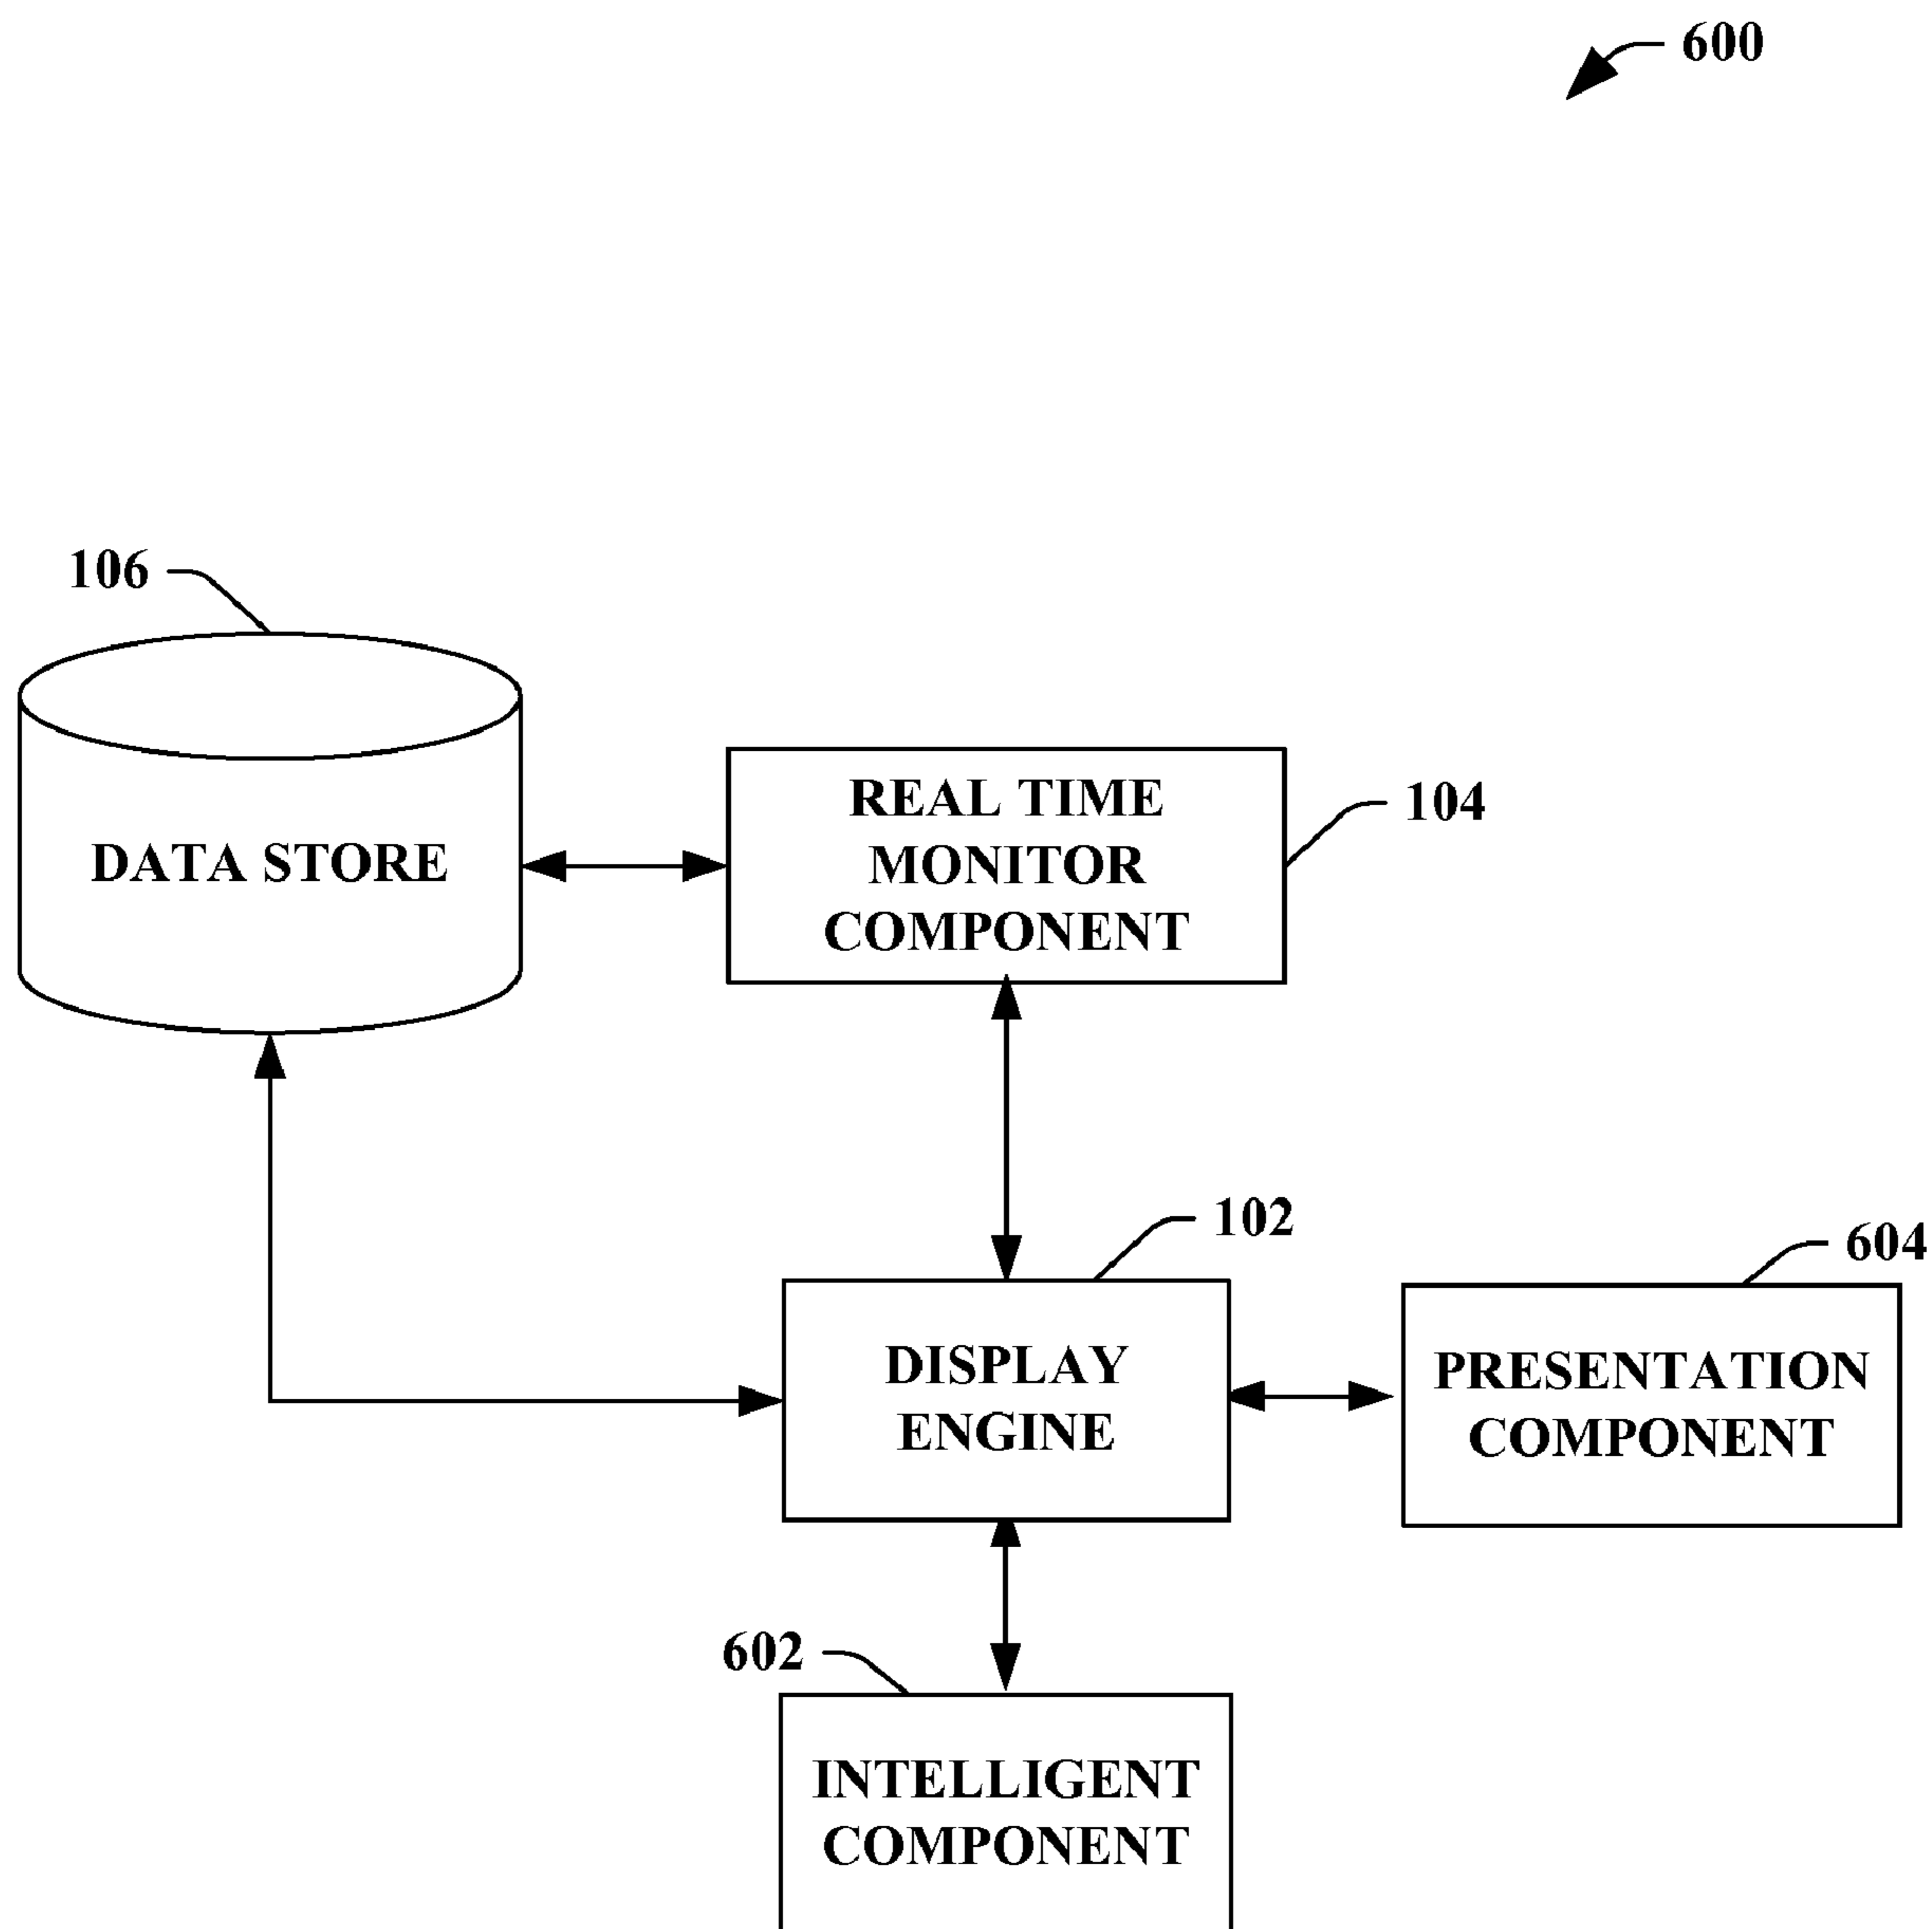 600
106
DATA STORE
REAL TIME
MONITOR
COMPONENT
104
102
DISPLAY
ENGINE
604
PRESENTATION
COMPONENT
602
INTELLIGENT
COMPONENT